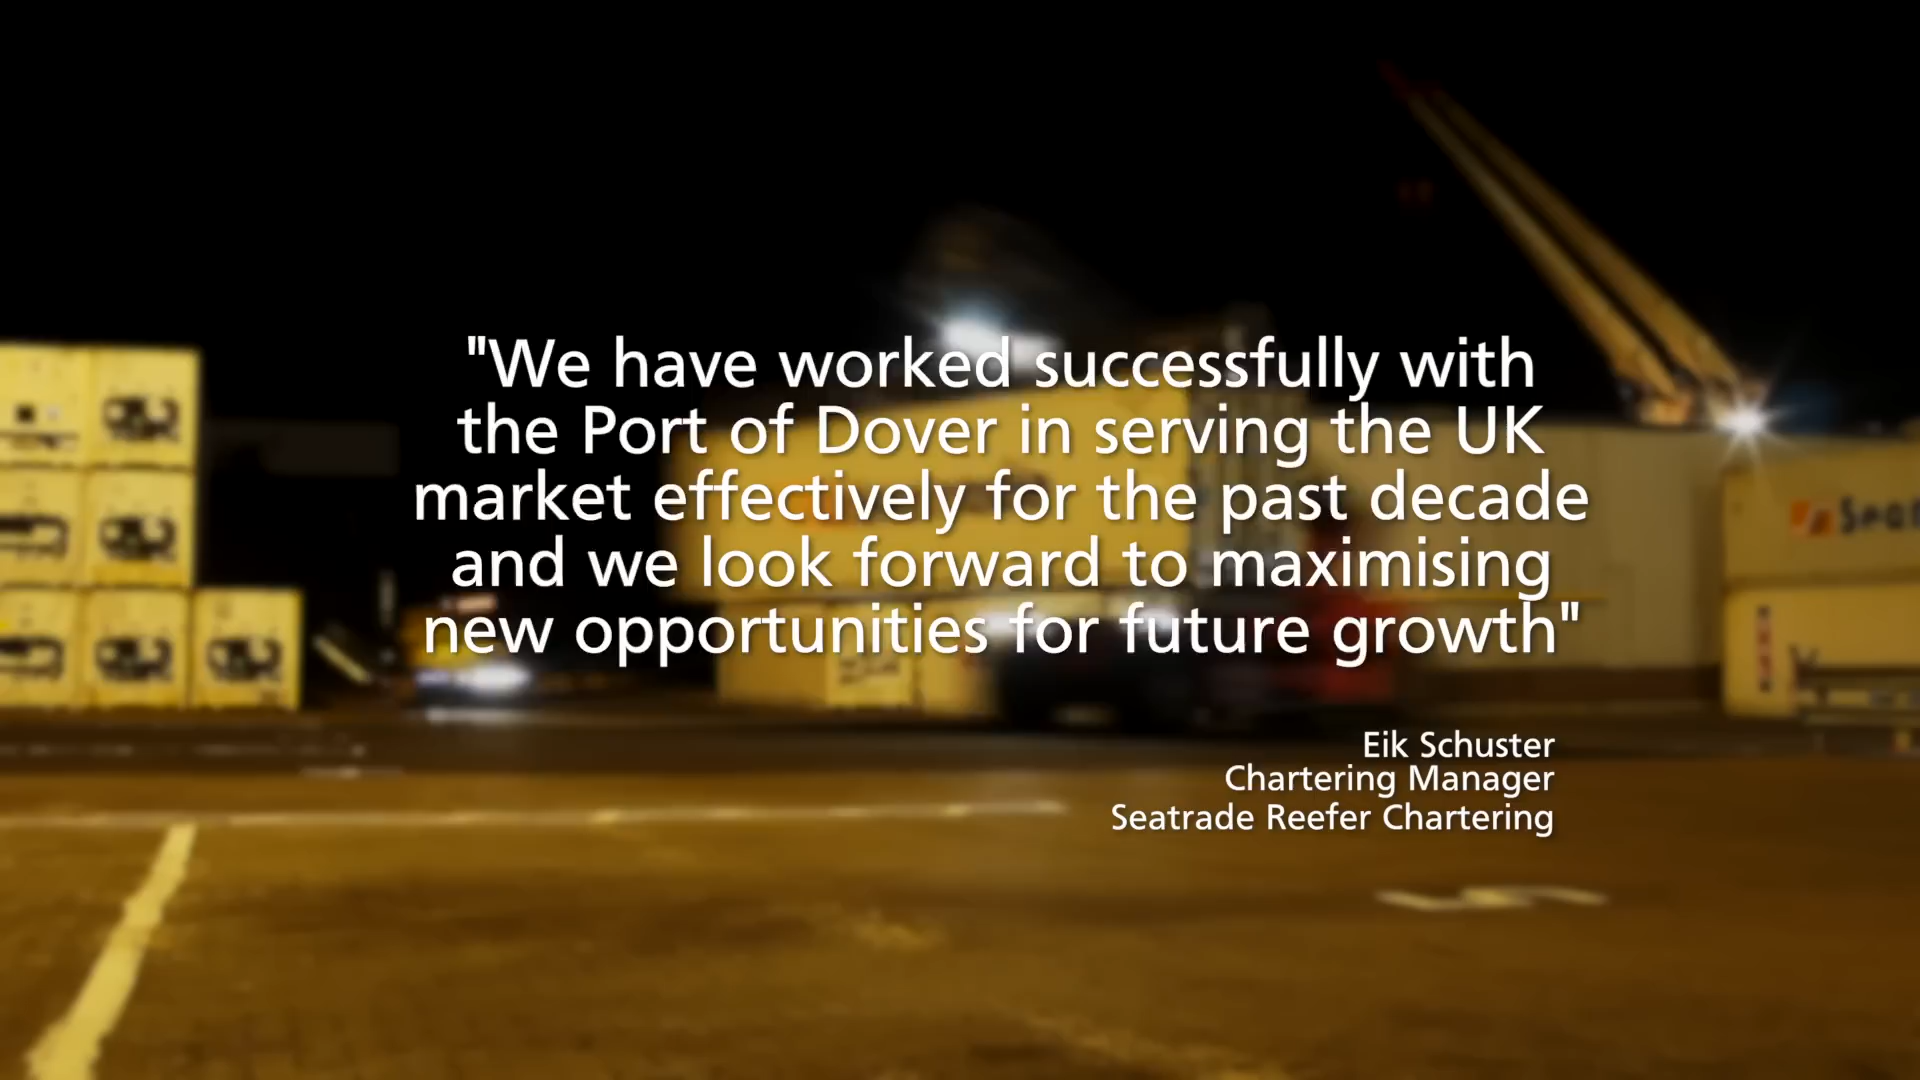 "We have worked successfully with
the Port of Dover in serving the UK
market effectively for the past decade
and we look forward to maximising
new opportunities for future growth"
Eik Schuster
Chartering Manager
Seatrade Reefer Chartering